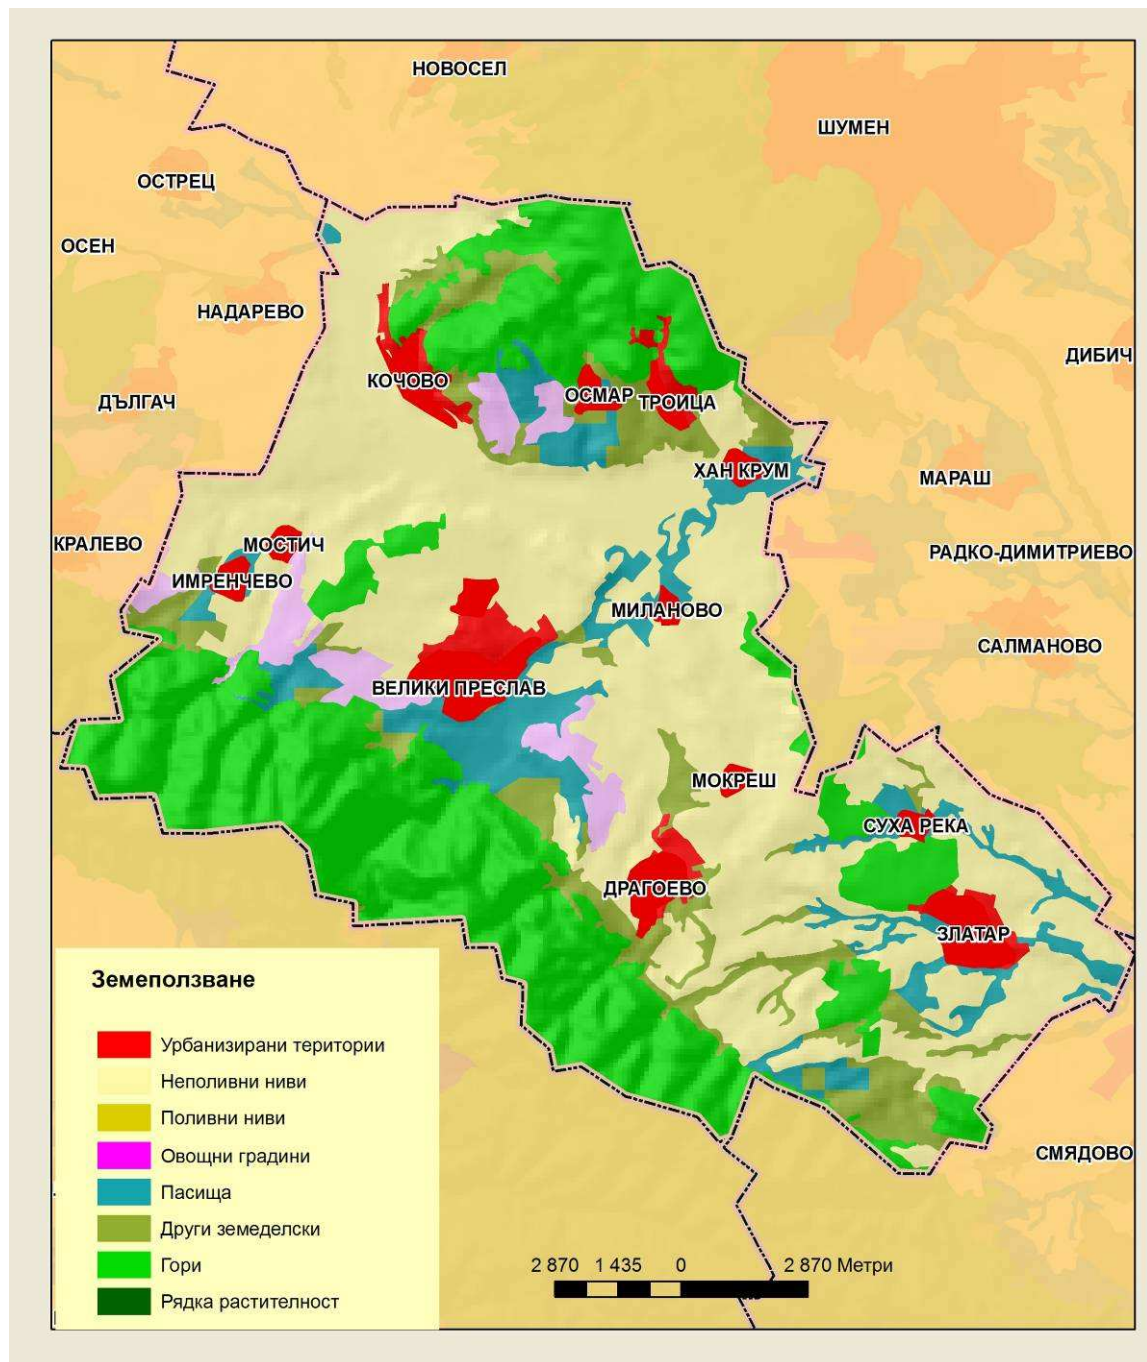 НОВОСЕЛ
ШУМЕН
ОСТРЕЦ
ОСЕН
НАДАРЕВО
ДИБИЧ
КОЧОВО
ОСМАР
ТРОИЦА
ДЪЛГАЧ
ХАН КРУМ
МАРАШ
КРАЛЕВО
МОСТИЧ
РАДКО-ДИМИТРИЕВО
ИМРЕНЧЕВО
МИЛАНОВО
САЛМАНОВО
ВЕЛИКИ ПРЕСЛАВ
МОКРЕШ
СУХА РЕКА
ДРАГОЕВО
ЗЛАТАР
СМЯДОВО
Земеползване
Урбанизирани територии
Неполивни ниви
Поливни ниви
Овощни градини
Пасища
Други земеделски
Гори
Рядка растителност
2 870 1 435 0 2 870 Метри